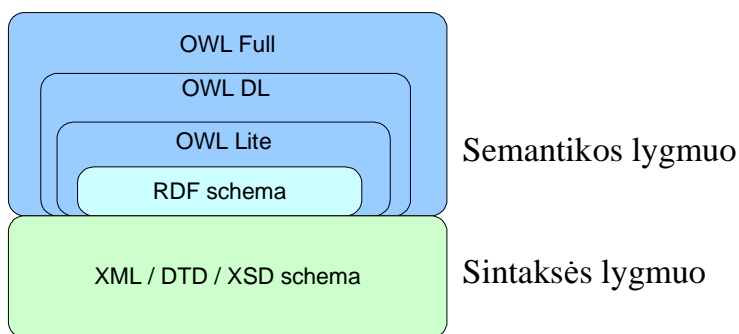 OWL Full
OWL DL
OWL Lite
RDF schema
Semantikos lygmuo
XML / DTD / XSD schema
Sintaksės lygmuo